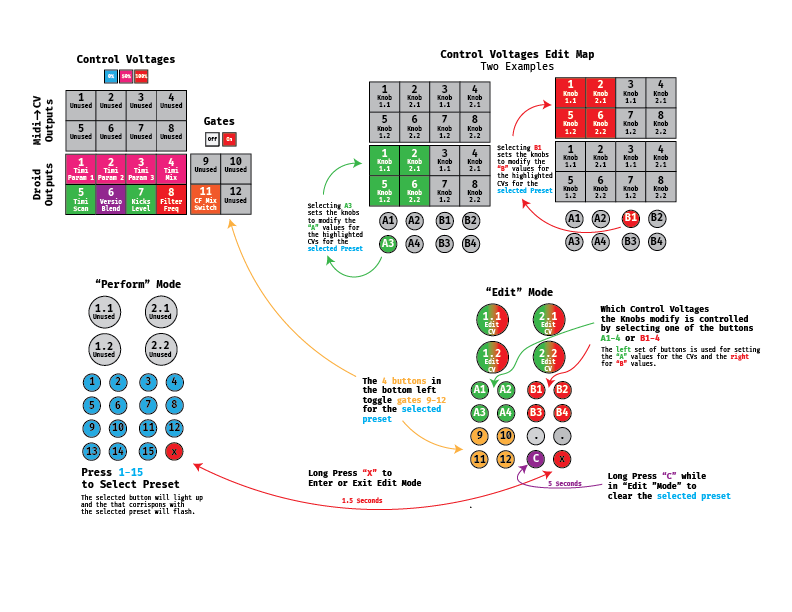 Control Voltages
0% 50% 100%
Midi→CV
Outputs
1 Unused 2 Unused 3 Unused 4 Unused
5 Unused 6 Unused 7 Unused 8 Unused
Gates
Off On
Droid
Outputs
1 Timi Param 1 2 Timi Param 2 3 Timi Param 3 4 Timi Mix
9 Unused 10 Unused
5 Timi Scan 6 Versio Blend 7 Kicks Level 8 Filter Freq
11 CF Mix Switch 12 Unused
Control Voltages Edit Map
Two Examples
1 Knob 1.1 2 Knob 2.1 3 Knob 1.1 4 Knob 2.1
5 Knob 1.2 6 Knob 2.2 7 Knob 1.2 8 Knob 2.2
1 Knob 1.1 2 Knob 2.1 3 Knob 1.1 4 Knob 2.1
5 Knob 1.2 6 Knob 2.2 7 Knob 1.2 8 Knob 2.2
A1 A2 B1 B2
A3 A4 B3 B4
Selecting A3
sets the knobs
to modify the
“A” values for
the highlighted
CVs for the
selected Preset
1 Knob 1.1 2 Knob 2.1 3 Knob 1.1 4 Knob 2.1
5 Knob 1.2 6 Knob 2.2 7 Knob 1.2 8 Knob 2.2
1 Knob 1.1 2 Knob 2.1 3 Knob 1.1 4 Knob 2.1
5 Knob 1.2 6 Knob 2.2 7 Knob 1.2 8 Knob 2.2
A1 A2 B1 B2
A3 A4 B3 B4
Selecting B1
sets the knobs
to modify the
“B” values for
the highlighted
CVs for the
selected Preset
“Perform” Mode
1.1 Unused 2.1 Unused
1.2 Unused 2.2 Unused
1 2 3 4
5 6 7 8
9 10 11 12
13 14 15 X
Press 1-15
to Select Preset
The selected button will light up
and the that corrispons with
the selected preset will flash.
The 4 buttons in
the bottom left
toggle gates 9-12
for the selected
preset
Long Press “X” to
Enter or Exit Edit Mode
1.5 Seconds
“Edit” Mode
1.1 Edit CV 2.1 Edit CV
1.2 Edit CV 2.2 Edit CV
A1 A2 B1 B2
A3 A4 B3 B4
9 10 . .
11 12 C X
Which Control Voltages
the Knobs modify is controlled
by selecting one of the buttons
A1-4 or B1-4
The left set of buttons is used for setting
the “A” values for the CVs and the right
for “B” values.
5 Seconds
Long Press “C” while
in “Edit "Mode” to
clear the selected preset
.